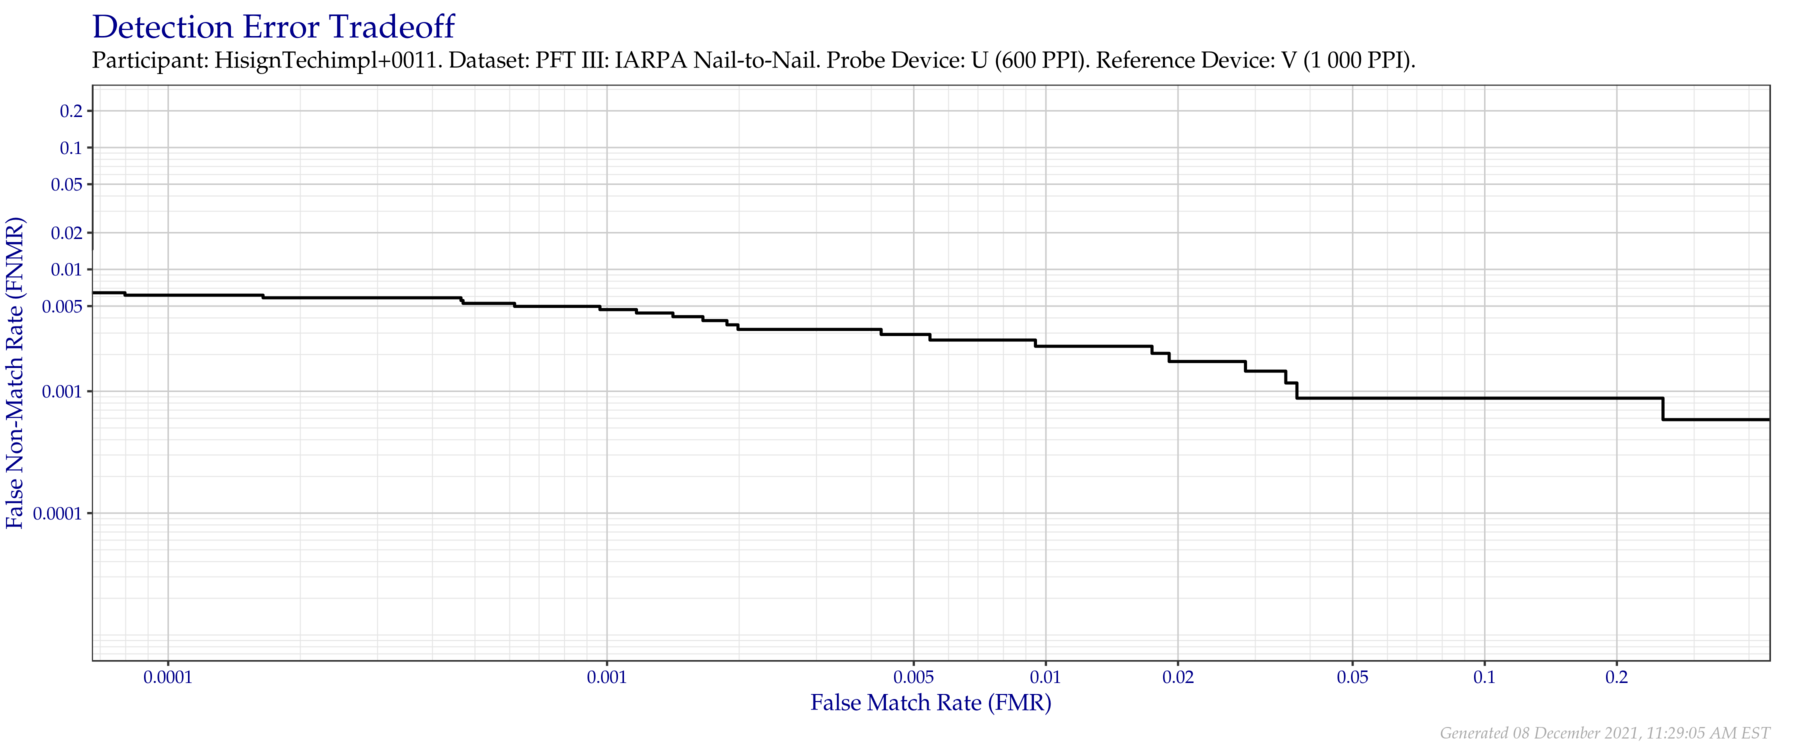 Detection Error Tradeoff
Participant: HisignTechimpl+0011. Dataset: PFT III: IARPA Nail-to-Nail. Probe Device: U (600 PPI). Reference Device: V (1 000 PPI).
False Non-Match Rate (FNMR)
0.2
0.1
0.05
0.02
0.01
0.005
0.001
0.0001
0.0001 0.001 0.005 0.01 0.02 0.05 0.1 0.2
False Match Rate (FMR)
Generated 08 December 2021, 11:29:05 AM EST